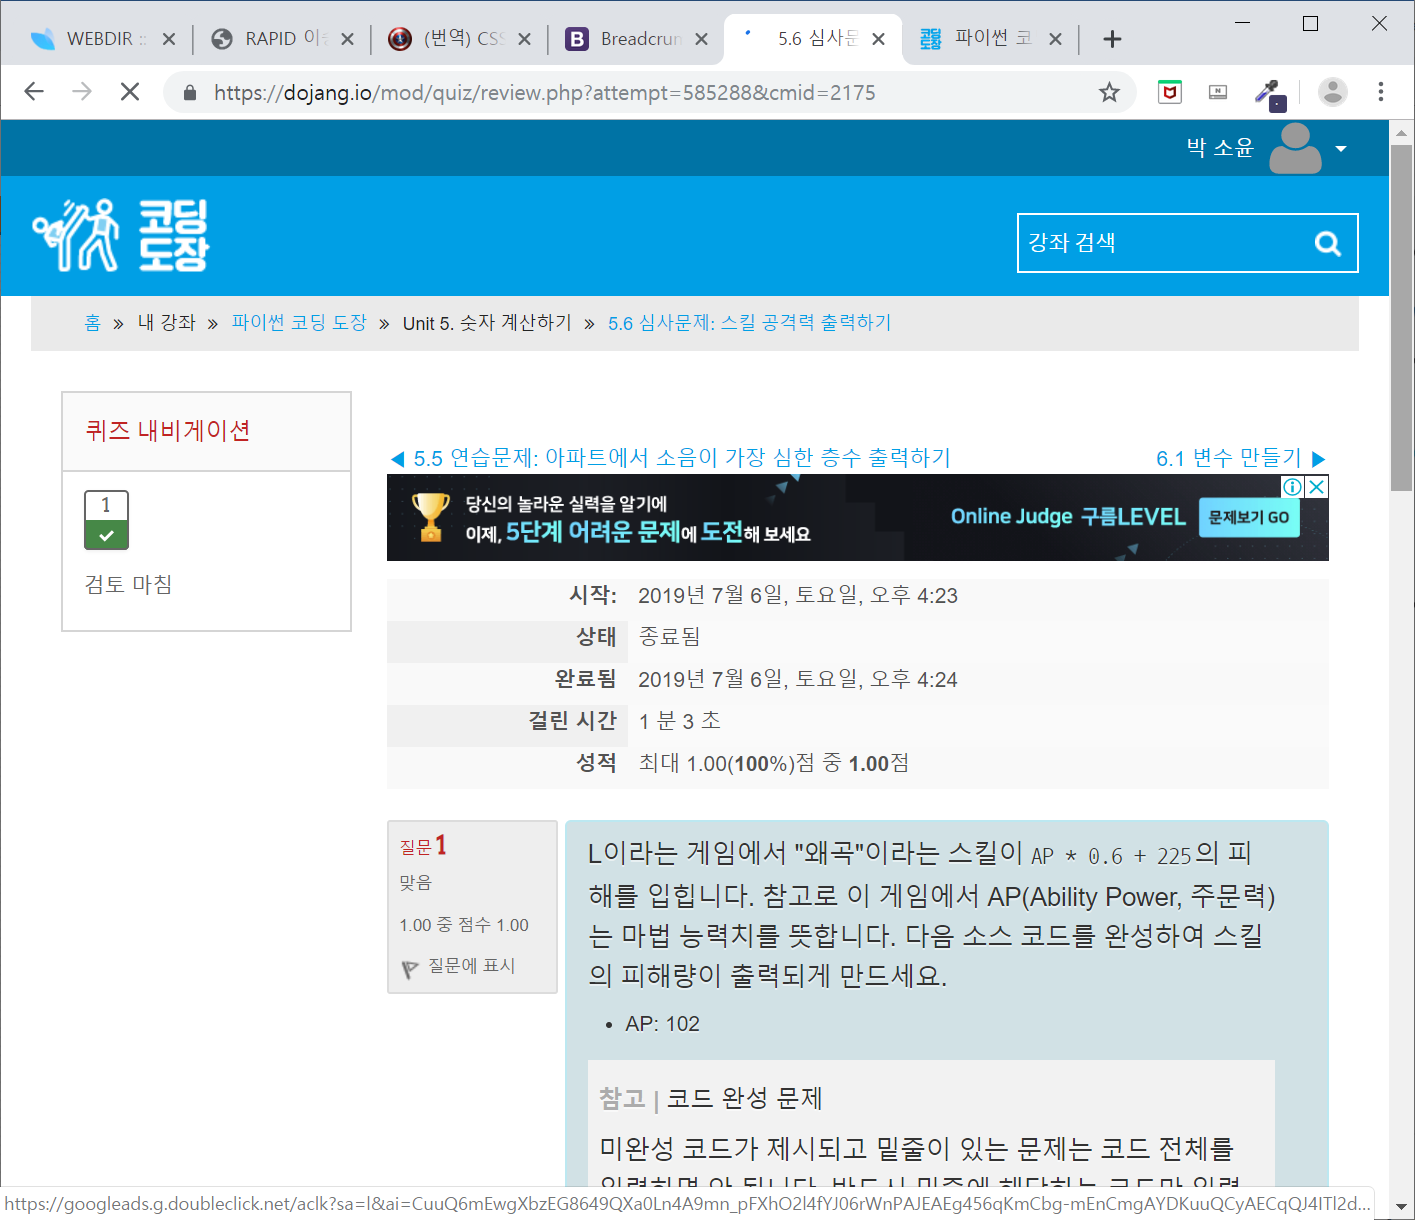 WEBDIR ::
RAPID 이
(번역) CSS
Breadcrun
5.6 심사문
파이썬 코
https://dojang.io/mod/quiz/review.php?attempt=585288&cmid=2175
박 소윤
코딩
도장
강좌 검색
홈 » 내 강좌 » 파이썬 코딩 도장 » Unit 5. 숫자 계산하기 » 5.6 심사문제: 스킬 공격력 출력하기
퀴즈 내비게이션
1
검토 마침
◀ 5.5 연습문제: 아파트에서 소음이 가장 심한 층수 출력하기
6.1 변수 만들기 ▶
당신의 놀라운 실력을 알기에
이제, 5단계 어려운 문제에 도전해 보세요
Online Judge 구름LEVEL
문제보기 GO
시작: 2019년 7월 6일, 토요일, 오후 4:23
상태 종료됨
완료됨 2019년 7월 6일, 토요일, 오후 4:24
걸린 시간 1 분 3 초
성적 최대 1.00(100%)점 중 1.00점
질문 1
맞음
1.00 중 점수 1.00
질문에 표시
L이라는 게임에서 "왜곡"이라는 스킬이 AP * 0.6 + 225의 피
해를 입힙니다. 참고로 이 게임에서 AP(Ability Power, 주문력)
는 마법 능력치를 뜻합니다. 다음 소스 코드를 완성하여 스킬
의 피해량이 출력되게 만드세요.
• AP: 102
참고 | 코드 완성 문제
미완성 코드가 제시되고 밑줄이 있는 문제는 코드 전체를
https://googleads.g.doubleclick.net/aclk?sa=l&ai=CuuQ6mEwgXbzEG8649QXa0Ln4A9mn_pFXhO2l4fYJ06rWnPAJEAEg456qKmCbg-mEnCmgAYDKuuQCyAECqQJ4ITl2d...